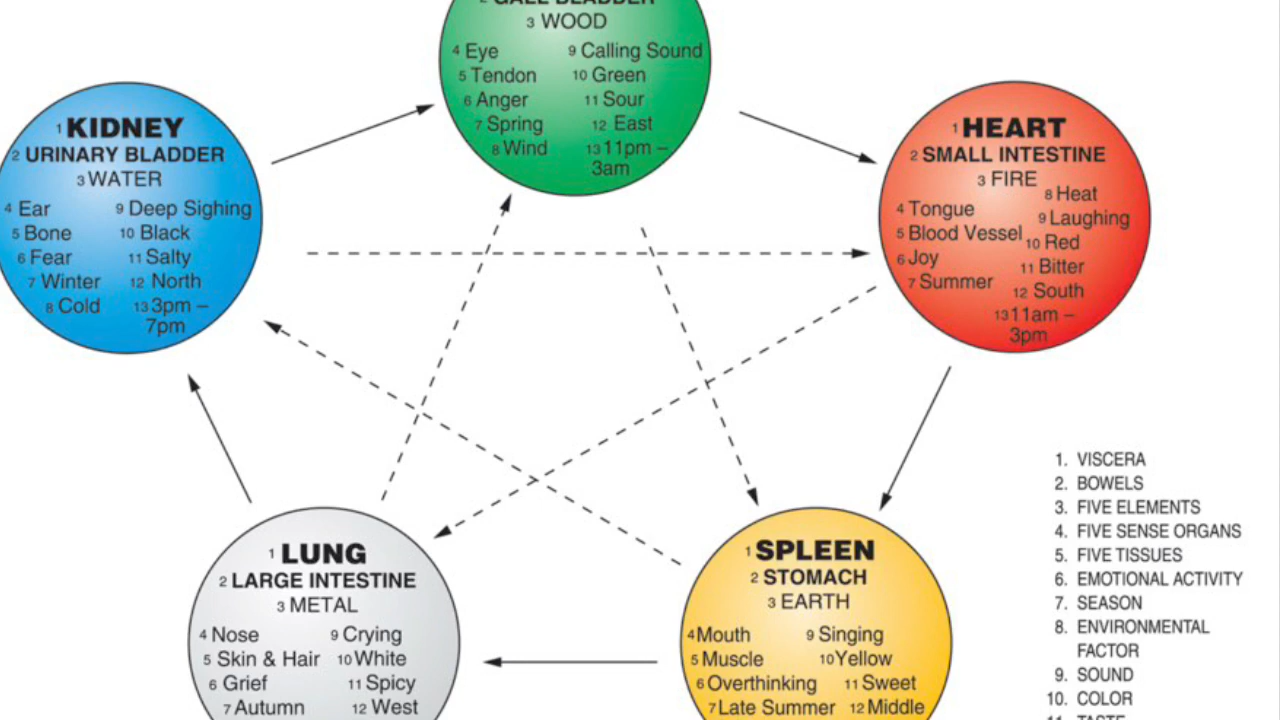 2 GALL BLADDER
3 WOOD
4 Eye
5 Tendon
6 Anger
7 Spring
8 Wind
9 Calling Sound
10 Green
11 Sour
12 East
13 11pm –
3am
1 KIDNEY
2 URINARY BLADDER
3 WATER
4 Ear
5 Bone
6 Fear
7 Winter
8 Cold
9 Deep Sighing
10 Black
11 Salty
12 North
13 3pm –
7pm
1 HEART
2 SMALL INTESTINE
3 FIRE
4 Tongue
5 Blood Vessel
6 Joy
7 Summer
8 Heat
9 Laughing
10 Red
11 Bitter
12 South
13 11am –
3pm
1 LUNG
2 LARGE INTESTINE
3 METAL
4 Nose
5 Skin & Hair
6 Grief
7 Autumn
9 Crying
10 White
11 Spicy
12 West
1 SPLEEN
2 STOMACH
3 EARTH
4 Mouth
5 Muscle
6 Overthinking
7 Late Summer
9 Singing
10 Yellow
11 Sweet
12 Middle
1. VISCERA
2. BOWELS
3. FIVE ELEMENTS
4. FIVE SENSE ORGANS
5. FIVE TISSUES
6. EMOTIONAL ACTIVITY
7. SEASON
8. ENVIRONMENTAL
FACTOR
9. SOUND
10. COLOR
11. TASTE